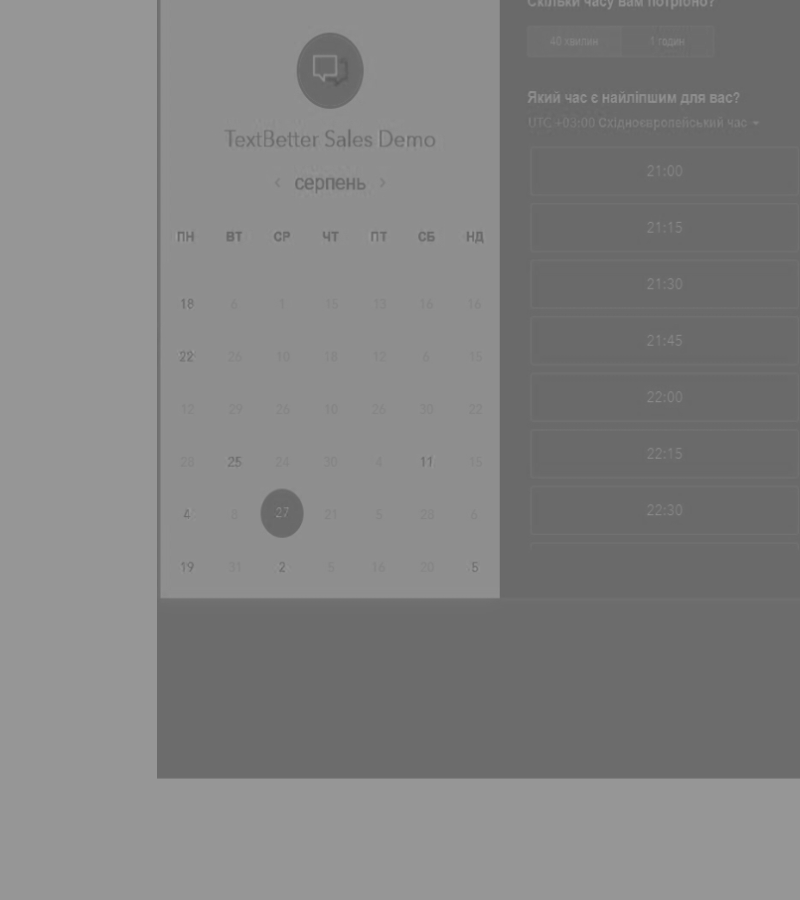 TextBetter Sales Demo
серпень
ПН ВТ СР ЧТ ПТ СБ НД
18 6 1 15 13 16 16
22 26 10 18 12 6 15
12 29 26 10 26 30 22
23 25 24 30 4 11 15
4 8 27 21 5 28 6
19 31 2 5 16 20 5
Скільки часу вам потрібно?
40 хвилин 1 годин
Який час є найліпшим для вас?
UTC +03:00 Східноєвропейський час
21:00
21:15
21:30
21:45
22:00
22:15
22:30